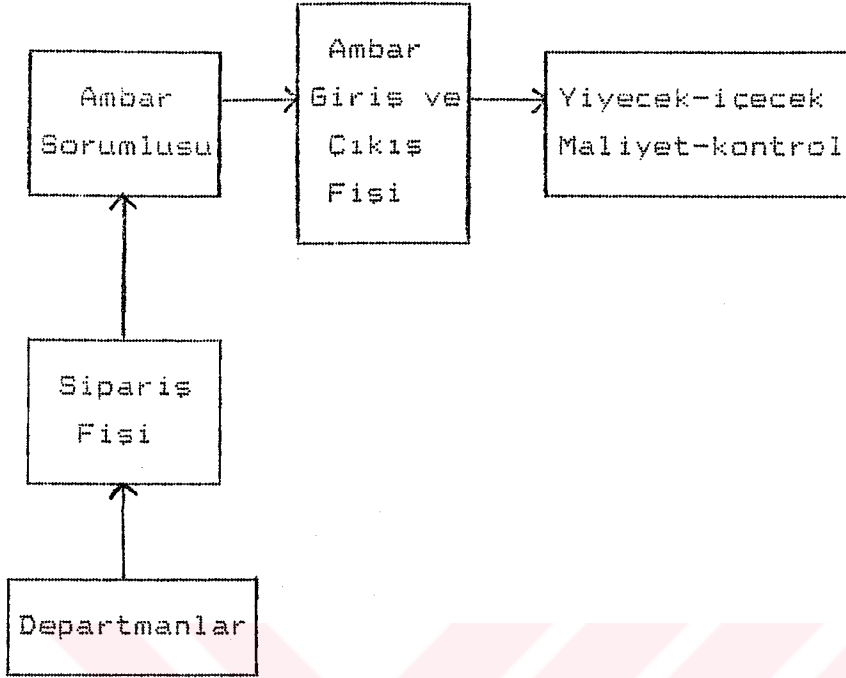 Ambar
Sorumlusu
Ambar
Giriş ve
Çıkış
Fişi
Yiyecek-içecek
Maliyet-kontrol
Sipariş
Fişi
Departmanlar